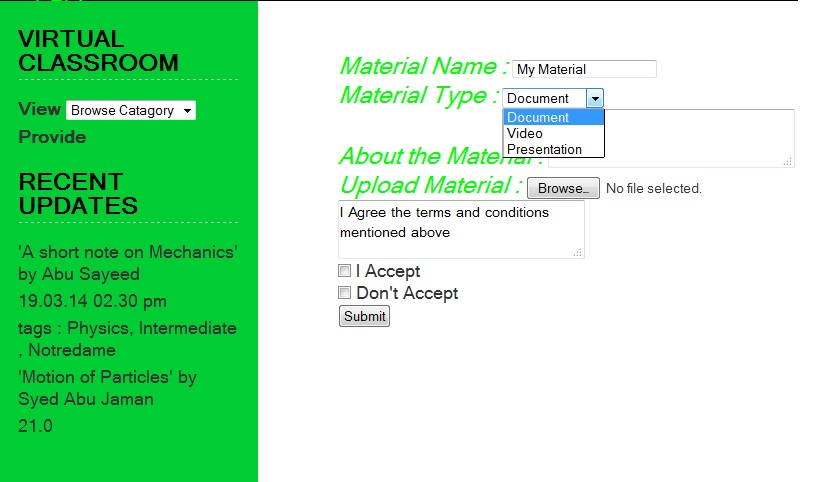 VIRTUAL
CLASSROOM
View Browse Catagory
Provide
RECENT
UPDATES
'A short note on Mechanics'
by Abu Sayeed
19.03.14 02.30 pm
tags : Physics, Intermediate
, Notredame
'Motion of Particles' by
Syed Abu Jaman
21.0
Material Name : My Material
Material Type : Document
Document
Video
Presentation
About the Material :
Upload Material : Browse... No file selected.
I Agree the terms and conditions
mentioned above
I Accept
Don't Accept
Submit